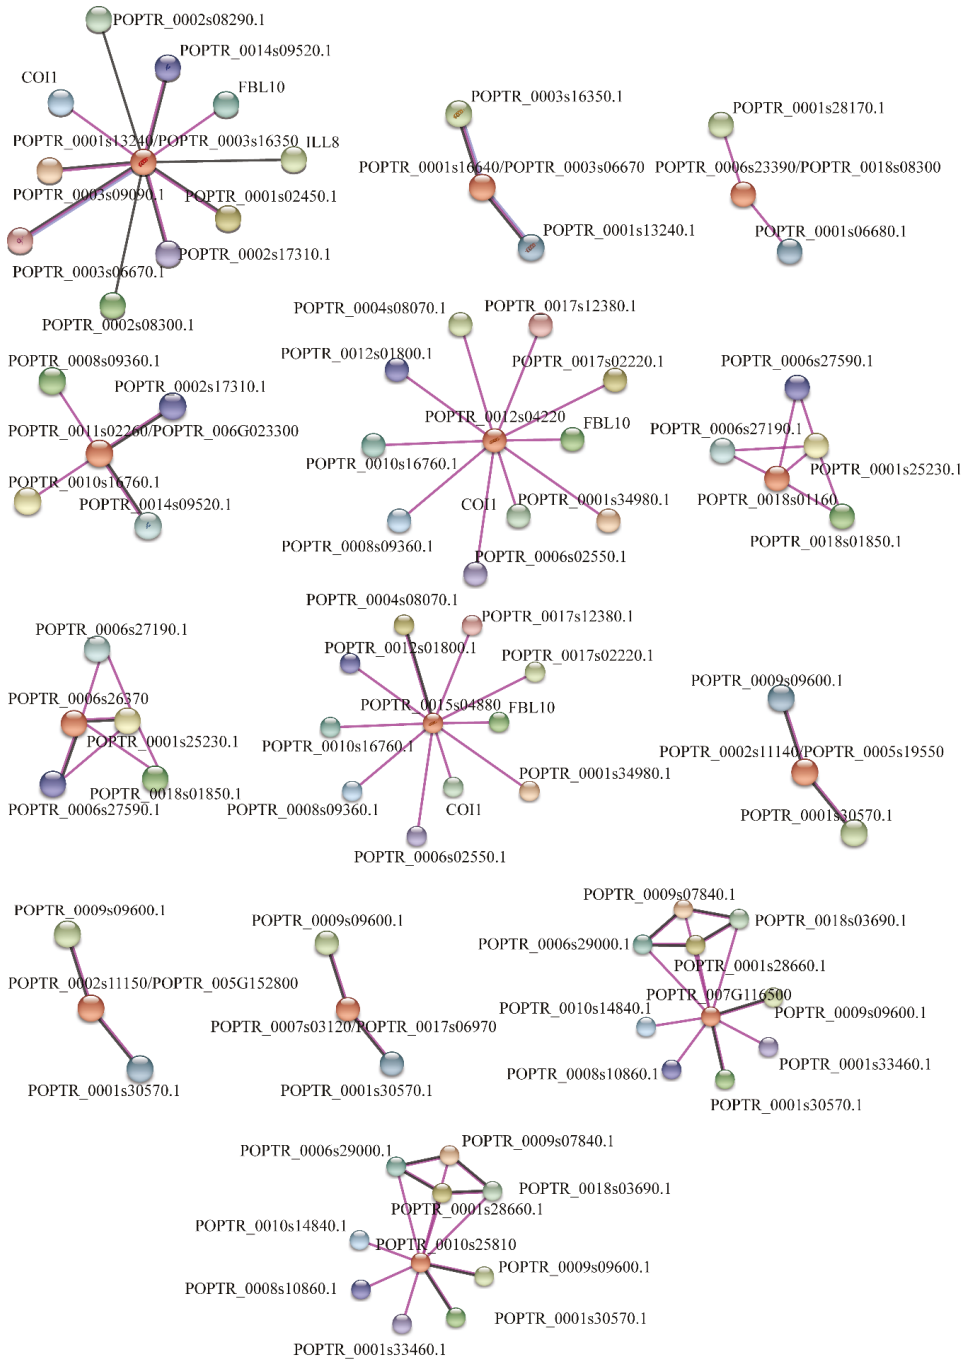 POPTR_0002s08290.1
POPTR_0014s09520.1
COI1
FBL10
POPTR_0001s13240/POPTR_0003s16350
ILL8
POPTR_0003s09090.1
POPTR_0001s02450.1
POPTR_0002s17310.1
POPTR_0003s06670.1
POPTR_0002s08300.1
POPTR_0003s16350.1
POPTR_0001s16640/POPTR_0003s06670
POPTR_0001s13240.1
POPTR_0001s28170.1
POPTR_0006s23390/POPTR_0018s08300
POPTR_0001s06680.1
POPTR_0008s09360.1
POPTR_0002s17310.1
POPTR_0011s02260/POPTR_006G023300
POPTR_0010s16760.1
POPTR_0014s09520.1
POPTR_0004s08070.1
POPTR_0017s12380.1
POPTR_0012s01800.1
POPTR_0017s02220.1
POPTR_0012s04220
FBL10
POPTR_0010s16760.1
COI1
POPTR_0001s34980.1
POPTR_0008s09360.1
POPTR_0006s02550.1
POPTR_0006s27590.1
POPTR_0006s27190.1
POPTR_0001s25230.1
POPTR_0018s01160
POPTR_0018s01850.1
POPTR_0006s27190.1
POPTR_0006s26370
POPTR_0001s25230.1
POPTR_0018s01850.1
POPTR_0006s27590.1
POPTR_0004s08070.1
POPTR_0017s12380.1
POPTR_0012s01800.1
POPTR_0017s02220.1
POPTR_0015s04880
FBL10
POPTR_0010s16760.1
POPTR_0001s34980.1
POPTR_0008s09360.1
COI1
POPTR_0006s02550.1
POPTR_0009s09600.1
POPTR_0002s11140/POPTR_0005s19550
POPTR_0001s30570.1
POPTR_0009s09600.1
POPTR_0002s11150/POPTR_005G152800
POPTR_0001s30570.1
POPTR_0009s09600.1
POPTR_0007s03120/POPTR_0017s06970
POPTR_0001s30570.1
POPTR_0009s07840.1
POPTR_0018s03690.1
POPTR_0006s29000.1
POPTR_0001s28660.1
POPTR_007G116500
POPTR_0010s14840.1
POPTR_0009s09600.1
POPTR_0001s33460.1
POPTR_0008s10860.1
POPTR_0001s30570.1
POPTR_0009s07840.1
POPTR_0006s29000.1
POPTR_0018s03690.1
POPTR_0001s28660.1
POPTR_0010s14840.1
POPTR_0010s25810
POPTR_0009s09600.1
POPTR_0008s10860.1
POPTR_0001s30570.1
POPTR_0001s33460.1